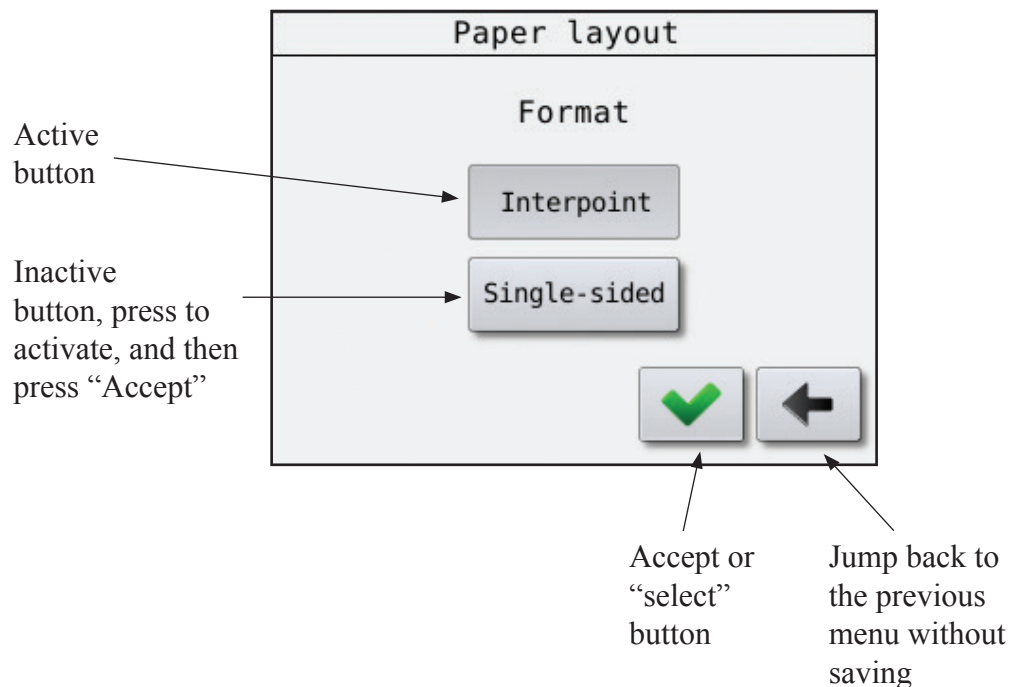 Paper layout
Format
Active
button
Interpoint
Inactive
button, press to
activate, and then
press “Accept”
Single-sided
Accept or
“select”
button
Jump back to
the previous
menu without
saving